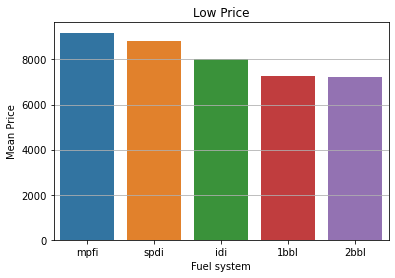 Low Price
Mean Price
8000
6000
4000
2000
0
mpfi spdi idi 1bbl 2bbl
Fuel system